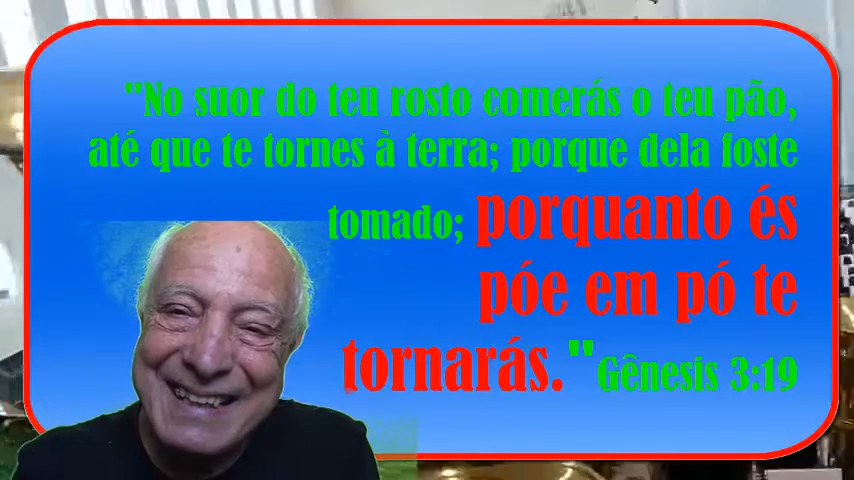 "No suor do teu rosto comerás o teu pão,
até que te tornes à terra; porque dela foste
tomado; porquanto és
póe em pó te
tornarás."Gênesis 3:19